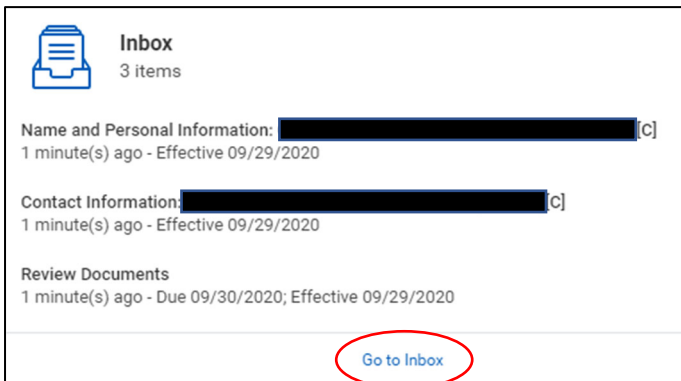 Inbox
3 items
Name and Personal Information: [C]
1 minute(s) ago - Effective 09/29/2020
Contact Information: [C]
1 minute(s) ago - Effective 09/29/2020
Review Documents
1 minute(s) ago - Due 09/30/2020; Effective 09/29/2020
Go to Inbox